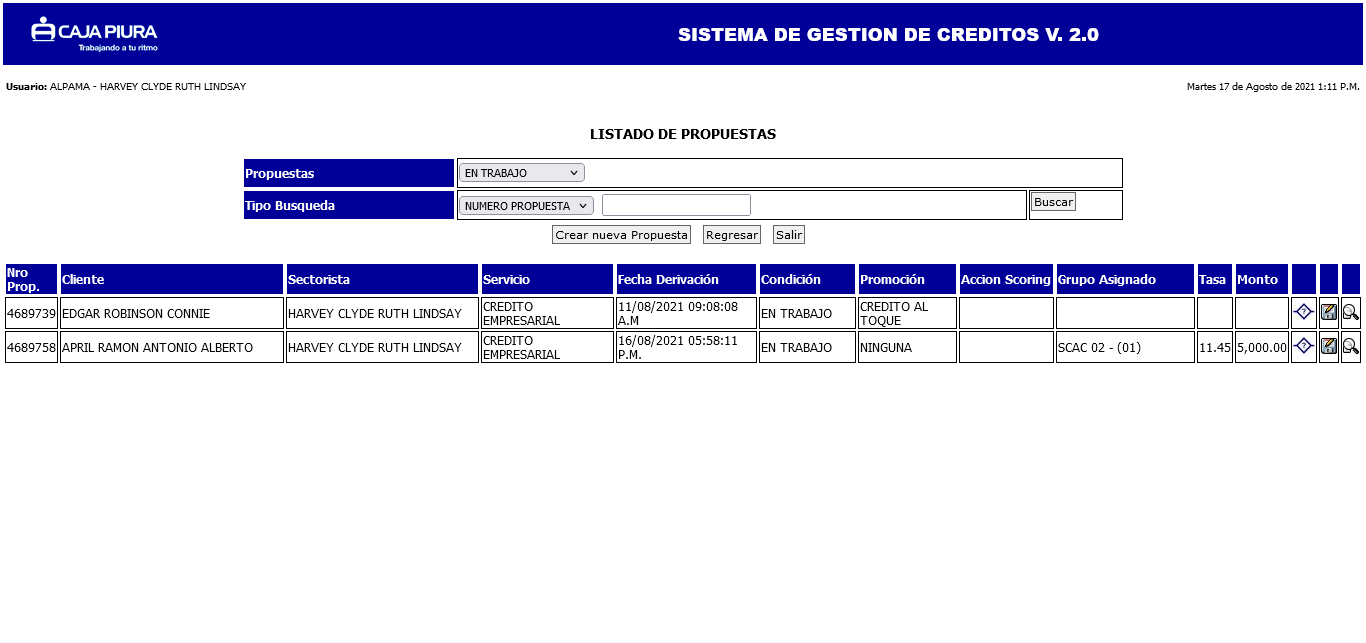 CAJA PIURA
Trabajando a tu ritmo
SISTEMA DE GESTION DE CREDITOS V. 2.0
Usuario: ALPAMA - HARVEY CLYDE RUTH LINDSAY
Martes 17 de Agosto de 2021 1:11 P.M.
LISTADO DE PROPUESTAS
Propuestas EN TRABAJO
Tipo Busqueda NUMERO PROPUESTA Buscar
Crear nueva Propuesta Regresar Salir
Nro Prop. Cliente Sectorista Servicio Fecha Derivación Condición Promoción Accion Scoring Grupo Asignado Tasa Monto
4689739 EDGAR ROBINSON CONNIE HARVEY CLYDE RUTH LINDSAY CREDITO EMPRESARIAL 11/08/2021 09:08:08 A.M EN TRABAJO CREDITO AL TOQUE
4689758 APRIL RAMON ANTONIO ALBERTO HARVEY CLYDE RUTH LINDSAY CREDITO EMPRESARIAL 16/08/2021 05:58:11 P.M. EN TRABAJO NINGUNA SCAC 02 - (01) 11.45 5,000.00